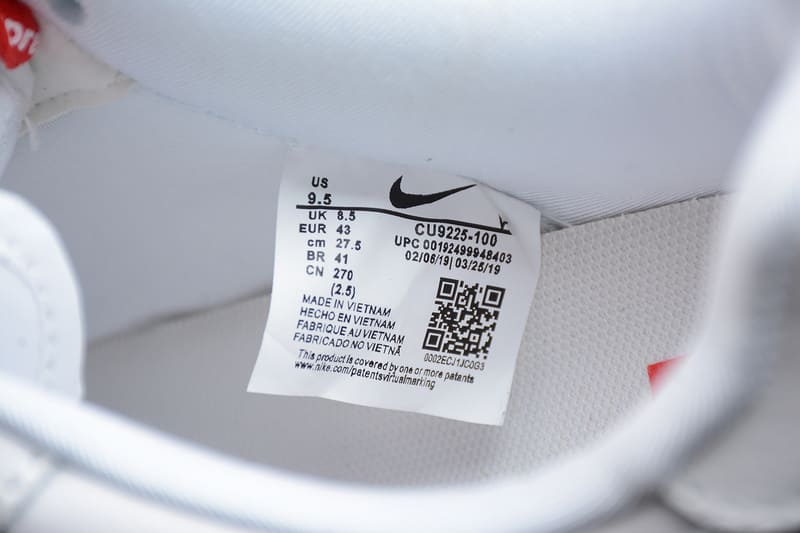 US
9.5
UK 8.5
EUR 43
cm 27.5
BR 41
CN 270
(2.5)
CU9225-100
UPC 00192499948403
02/06/19| 03/25/19
MADE IN VIETNAM
HECHO EN VIETNAM
FABRIQUE AU VIETNAM
FABRICADO NO VIETNÃ
0002ECJ1JC0G3
This product is covered by one or more patents
www.nike.com/patentsvirtualmarking